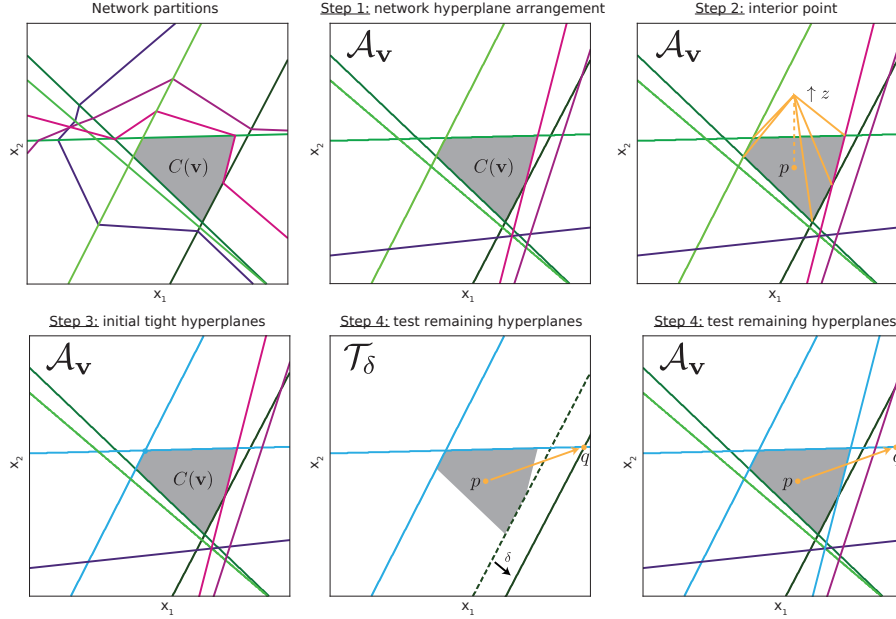 Network partitions
x₂
C(v)
x₁
Step 1: network hyperplane arrangement
𝒜ᵥ
x₂
C(v)
x₁
Step 2: interior point
𝒜ᵥ
↑ z
x₂
p
x₁
Step 3: initial tight hyperplanes
𝒜ᵥ
x₂
C(v)
x₁
Step 4: test remaining hyperplanes
𝒯_δ
x₂
p
q
δ
x₁
Step 4: test remaining hyperplanes
𝒜ᵥ
x₂
p
x₁